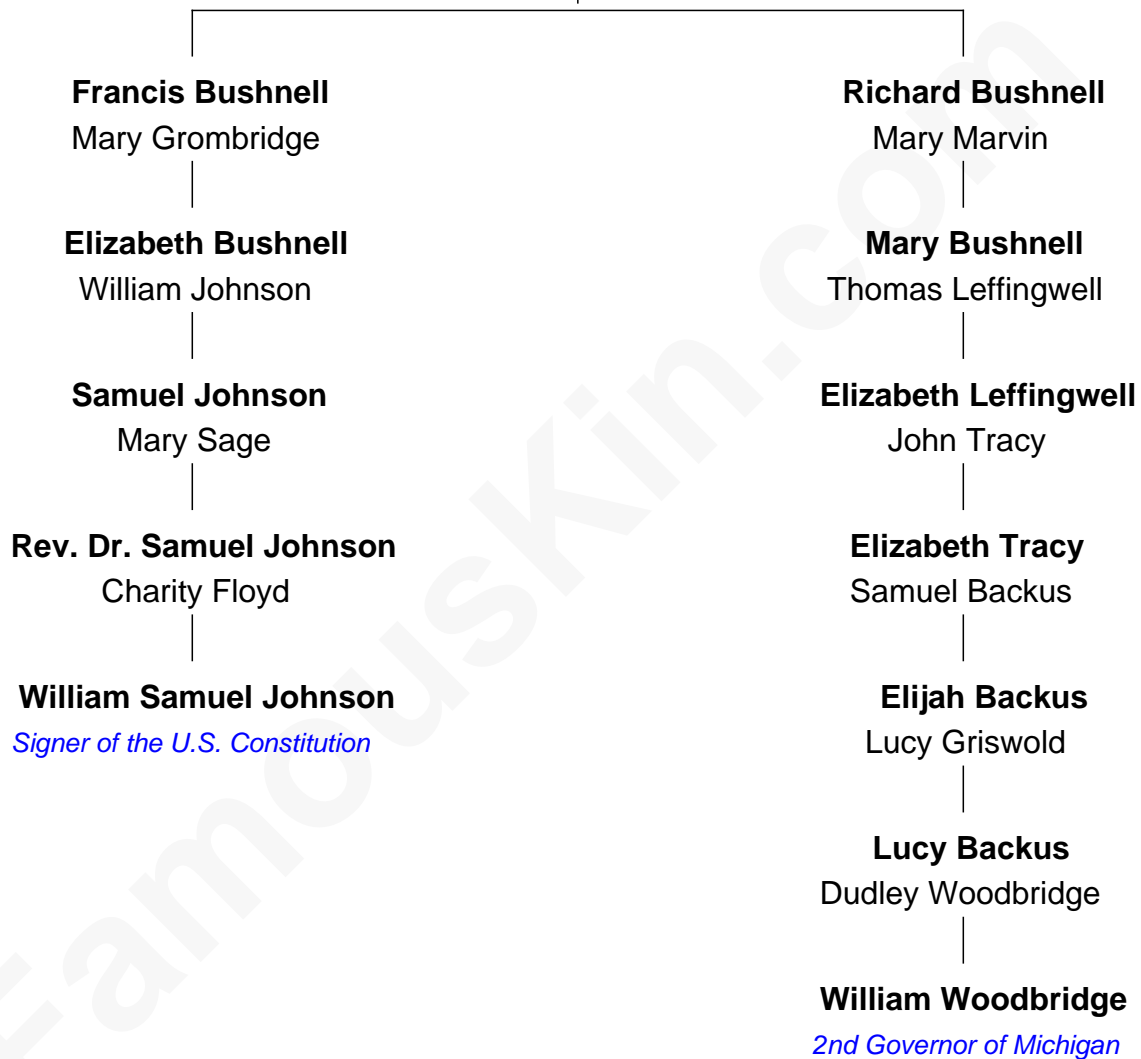 Francis Bushnell
Mary Grombridge
Elizabeth Bushnell
William Johnson
Samuel Johnson
Mary Sage
Rev. Dr. Samuel Johnson
Charity Floyd
William Samuel Johnson
Signer of the U.S. Constitution
Richard Bushnell
Mary Marvin
Mary Bushnell
Thomas Leffingwell
Elizabeth Leffingwell
John Tracy
Elizabeth Tracy
Samuel Backus
Elijah Backus
Lucy Griswold
Lucy Backus
Dudley Woodbridge
William Woodbridge
2nd Governor of Michigan
FamousKin.com